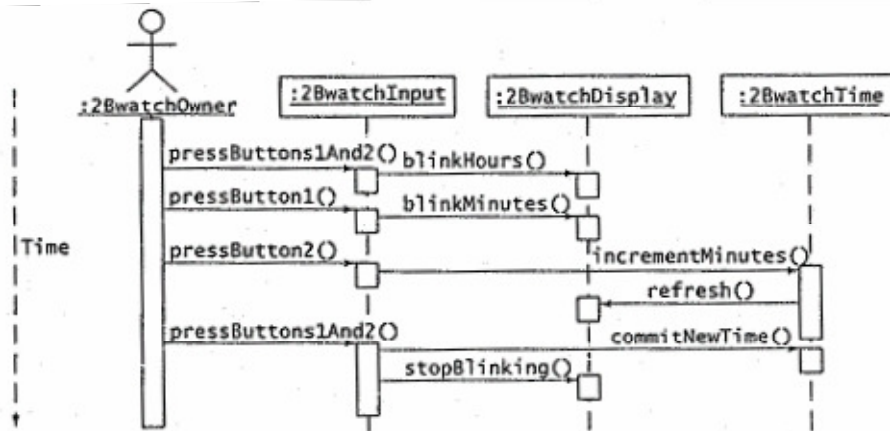 :2BwatchOwner
:2BwatchInput
:2BwatchDisplay
:2BwatchTime
pressButtons1And2()
blinkHours()
pressButton1()
blinkMinutes()
Time
pressButton2()
incrementMinutes()
refresh()
pressButtons1And2()
commitNewTime()
stopBlinking()